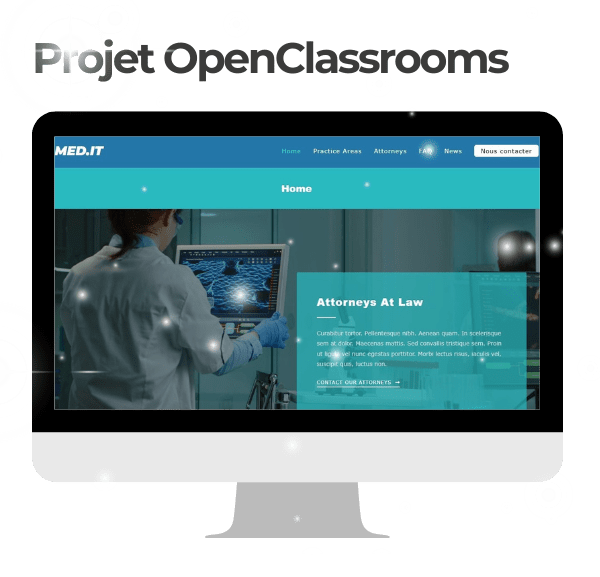 Projet OpenClassrooms
MED.IT
Home Practice Areas Attorneys FAQ News Nous contacter
Home
Attorneys At Law
Curabitur tortor. Pellentesque nibh. Aenean quam. In scelerisque
sem at dolor. Maecenas mattis. Sed convallis tristique sem. Proin
ut ligula vel nunc egestas porttitor. Morbi lectus risus, iaculis vel,
suscipit quis, luctus non.
CONTACT OUR ATTORNEYS →